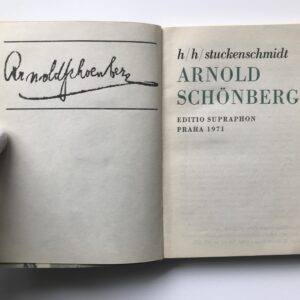 Arnold Schoenberg
h/h/stuckenschmidt
ARNOLD
SCHÖNBERG
EDITIO SUPRAPHON
PRAHA 1971